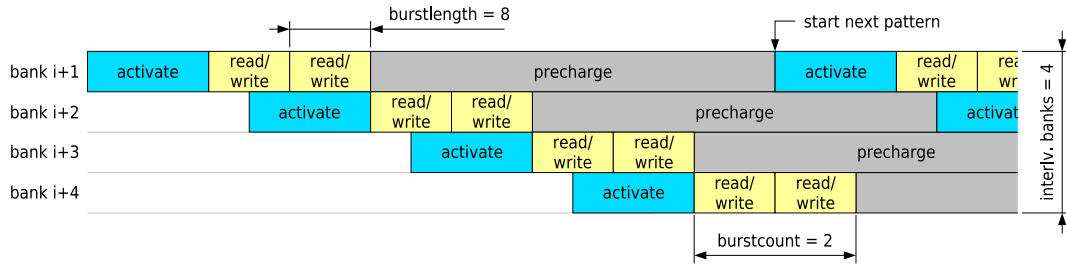 burstlength = 8
start next pattern
bank i+1
activate
read/
write
read/
write
precharge
activate
read/
write
bank i+2
activate
read/
write
read/
write
precharge
bank i+3
activate
read/
write
read/
write
precharge
bank i+4
activate
read/
write
read/
write
interlv. banks = 4
burstcount = 2